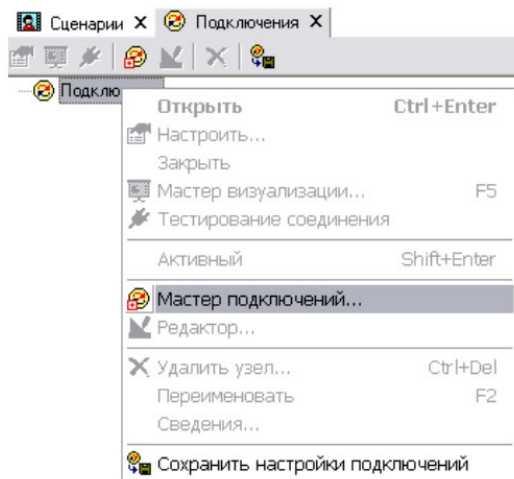 Сценарии X Подключения X
Подклю
Открыть Ctrl+Enter
Настроить...
Закрыть
Мастер визуализации... F5
Тестирование соединения
Активный Shift+Enter
Мастер подключений...
Редактор...
Удалить узел... Ctrl+Del
Переименовать F2
Сведения...
Сохранить настройки подключений